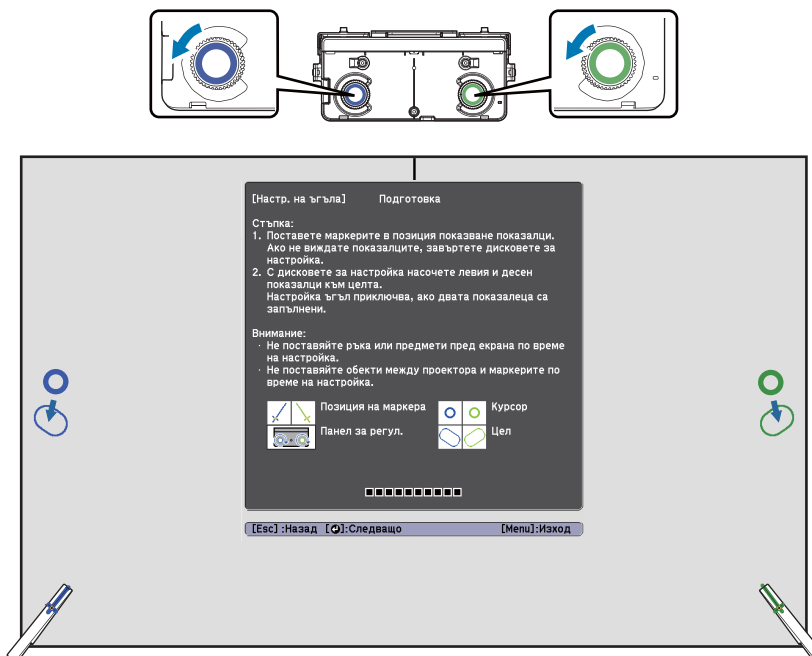 [Настр. на ъгъла] Подготовка
Стъпка:
1. Поставете маркерите в позиция показване показалци.
Ако не виждате показалците, завъртете дисковете за
настройка.
2. С дисковете за настройка насочете левия и десен
показалци към целта.
Настройка ъгъл приключва, ако двата показалеца са
запълнени.
Внимание:
· Не поставяйте ръка или предмети пред екрана по време
на настройка.
· Не поставяйте обекти между проектора и маркерите по
време на настройка.
Позиция на маркера Курсор
Панел за регул. Цел
[Esc] :Назад [⏎]:Следващо [Menu]:Изход